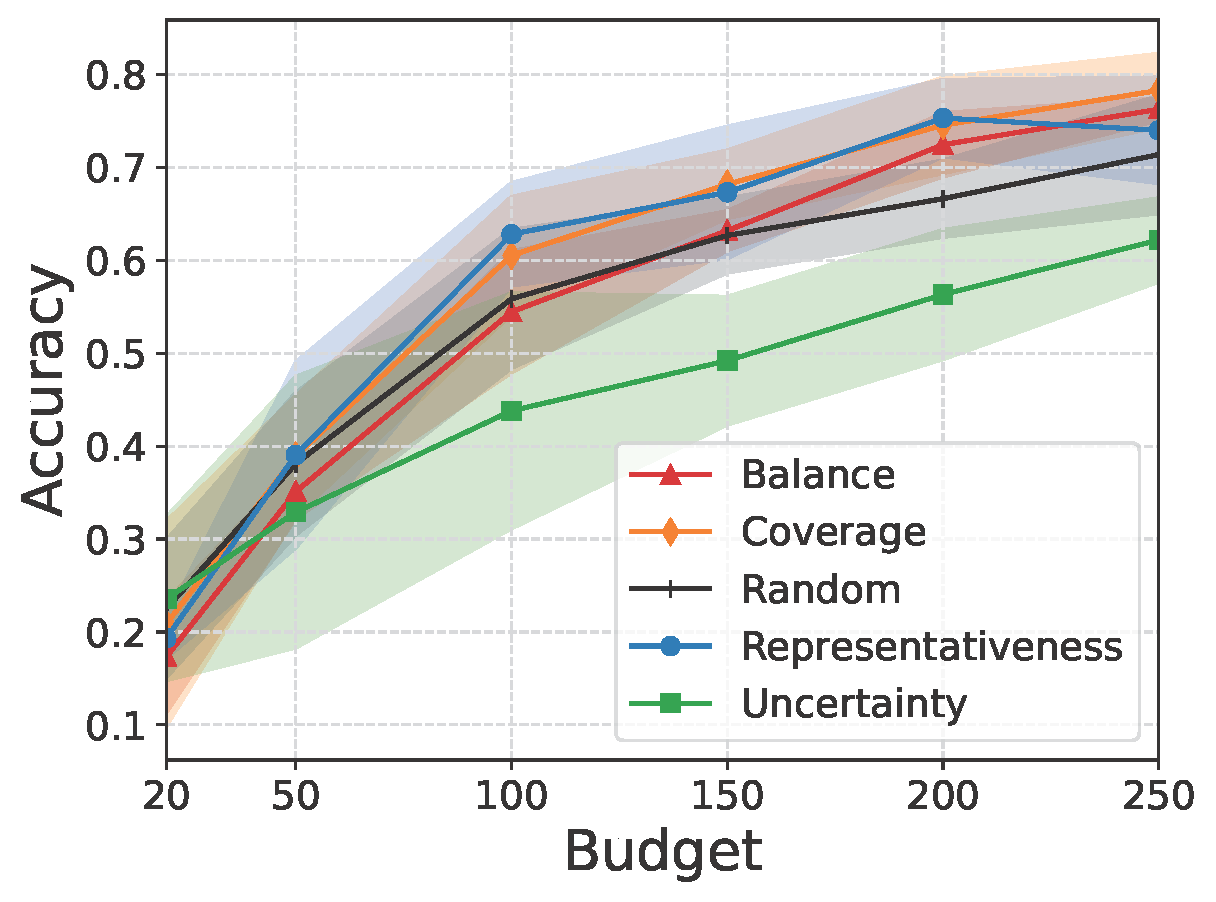 Accuracy
0.8
0.7
0.6
0.5
0.4
0.3
0.2
0.1
20 50 100 150 200 250
Budget
Balance
Coverage
Random
Representativeness
Uncertainty